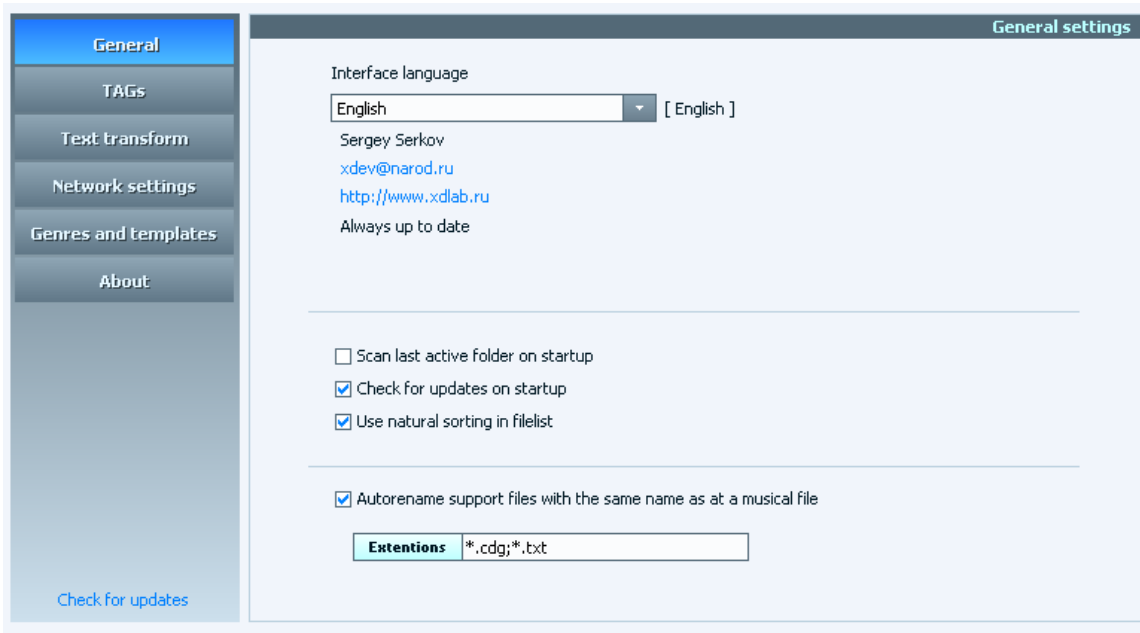 General
TAGs
Text transform
Network settings
Genres and templates
About
Check for updates
General settings
Interface language
English [ English ]
Sergey Serkov
xdev@narod.ru
http://www.xdlab.ru
Always up to date
Scan last active folder on startup
Check for updates on startup
Use natural sorting in filelist
Autorename support files with the same name as at a musical file
Extentions *.cdg;*.txt